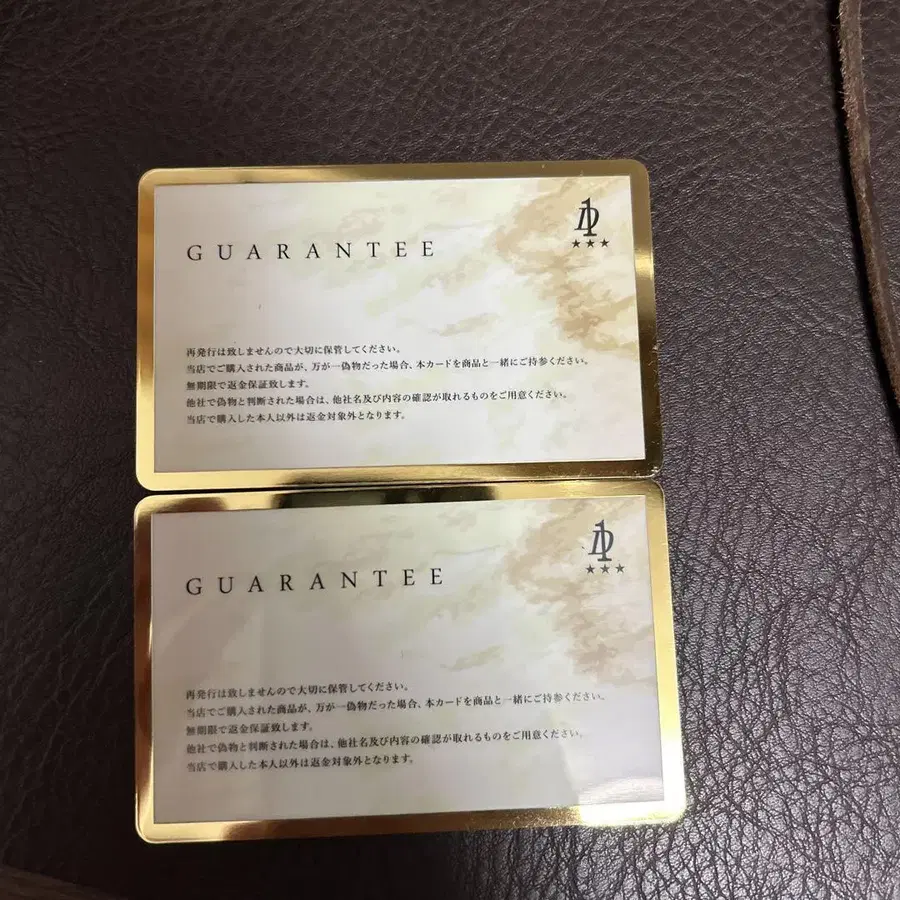 GUARANTEE
★★★
再発行は致しませんので大切に保管してください。
当店でご購入された商品が、万が一偽物だった場合、本カードを商品と一緒にご持参ください。
無期限で返金保証致します。
他社で偽物と判断された場合は、他社名及び内容の確認が取れるものをご用意ください。
当店で購入した本人以外は返金対象外となります。
GUARANTEE
★★★
再発行は致しませんので大切に保管してください。
当店でご購入された商品が、万が一偽物だった場合、本カードを商品と一緒にご持参ください。
無期限で返金保証致します。
他社で偽物と判断された場合は、他社名及び内容の確認が取れるものをご用意ください。
当店で購入した本人以外は返金対象外となります。